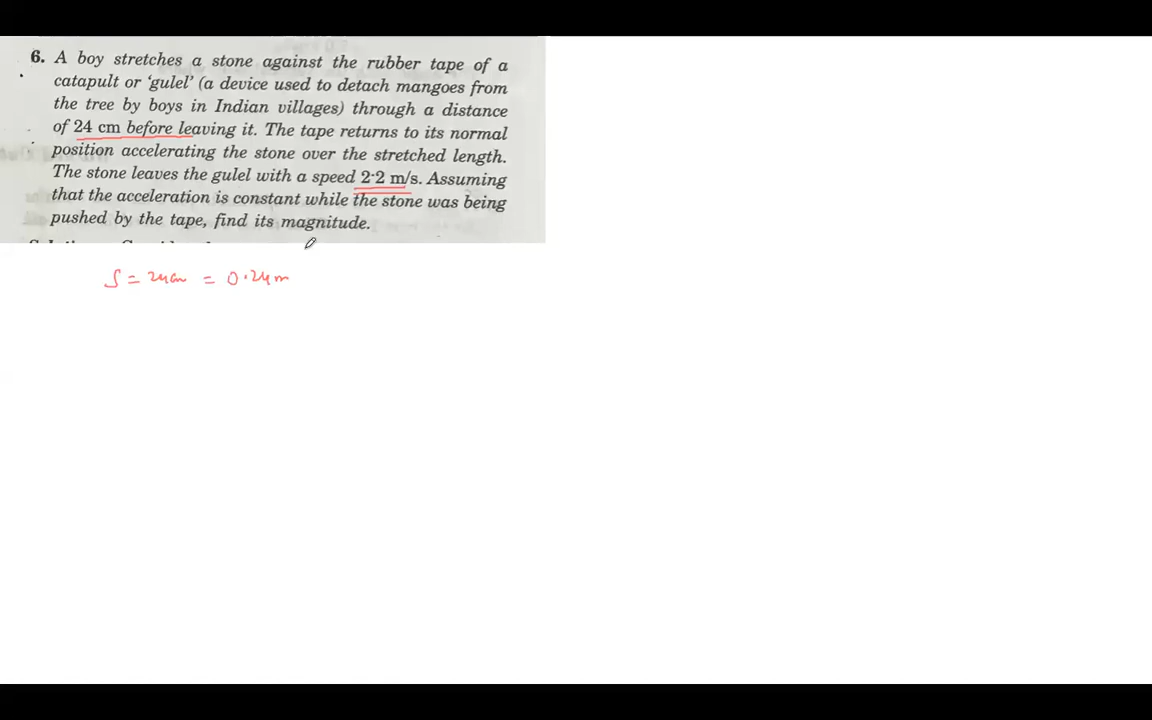 6. A boy stretches a stone against the rubber tape of a
catapult or 'gulel' (a device used to detach mangoes from
the tree by boys in Indian villages) through a distance
of 24 cm before leaving it. The tape returns to its normal
position accelerating the stone over the stretched length.
The stone leaves the gulel with a speed 2·2 m/s. Assuming
that the acceleration is constant while the stone was being
pushed by the tape, find its magnitude.
S = 24cm = 0.24m